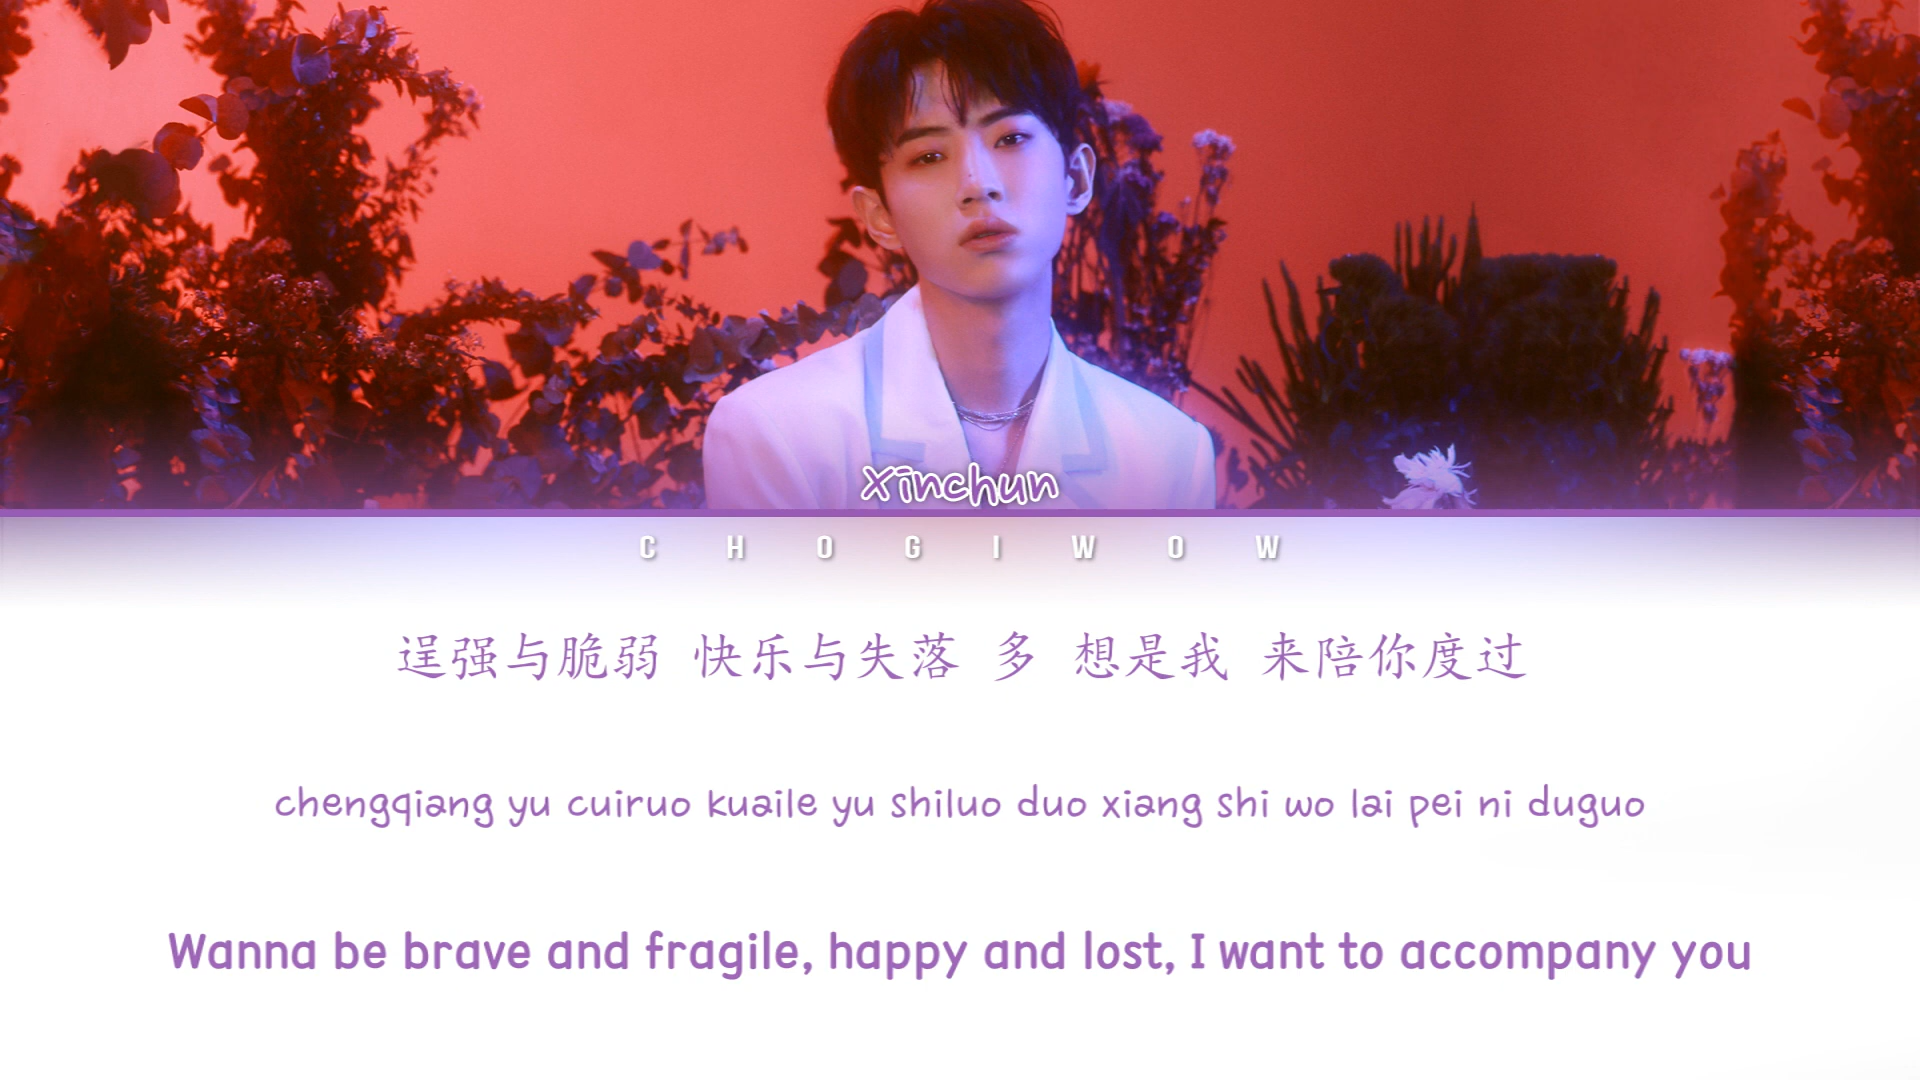 Xinchun
CHOGIWOW
逞强与脆弱 快乐与失落 多 想是我 来陪你度过
chengqiang yu cuiruo kuaile yu shiluo duo xiang shi wo lai pei ni duguo
Wanna be brave and fragile, happy and lost, I want to accompany you